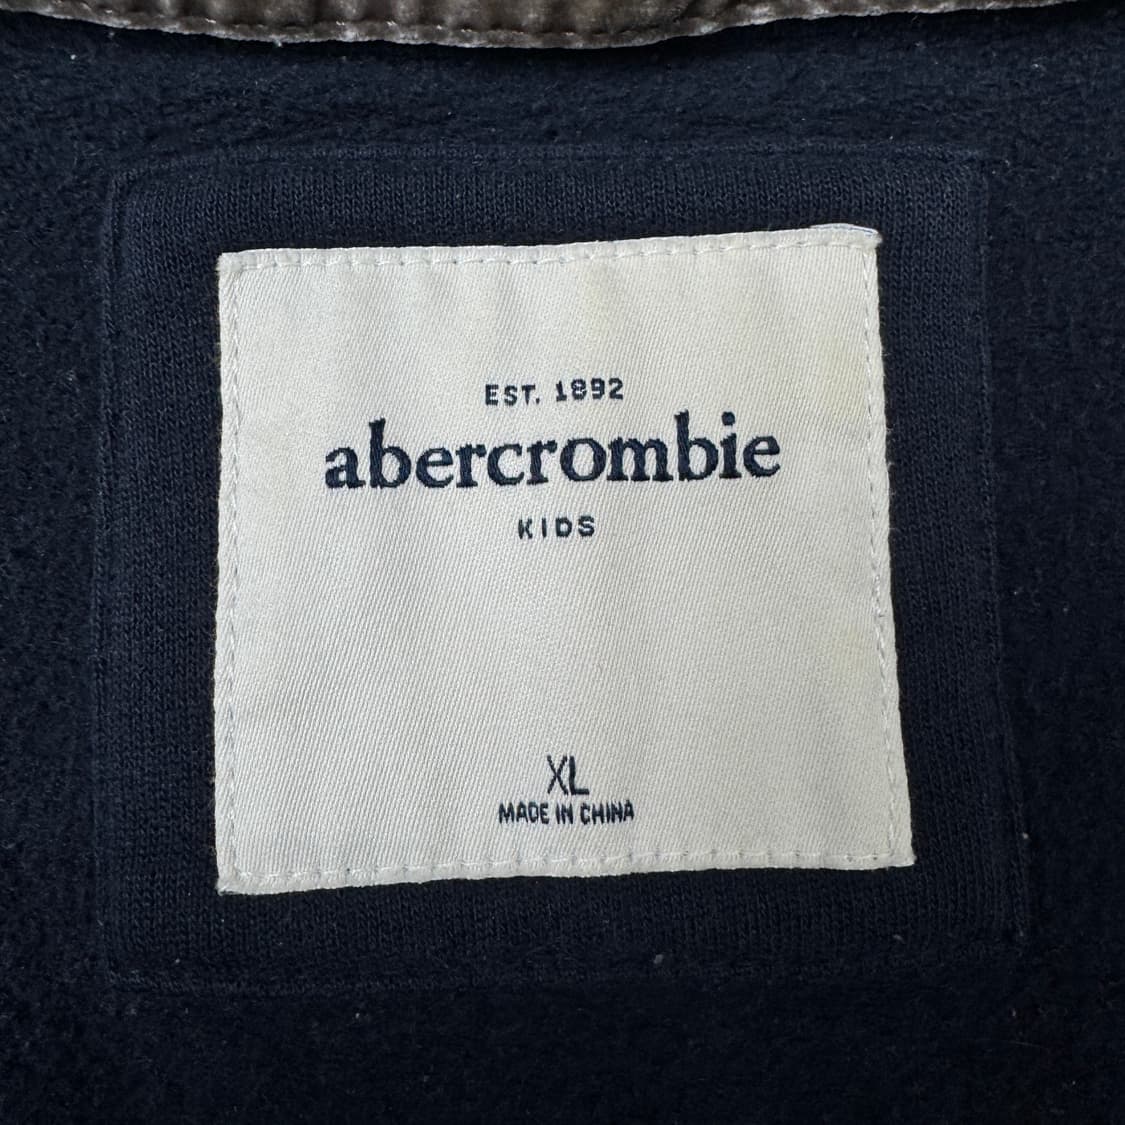 EST. 1892
abercrombie
KIDS
XL
MADE IN CHINA